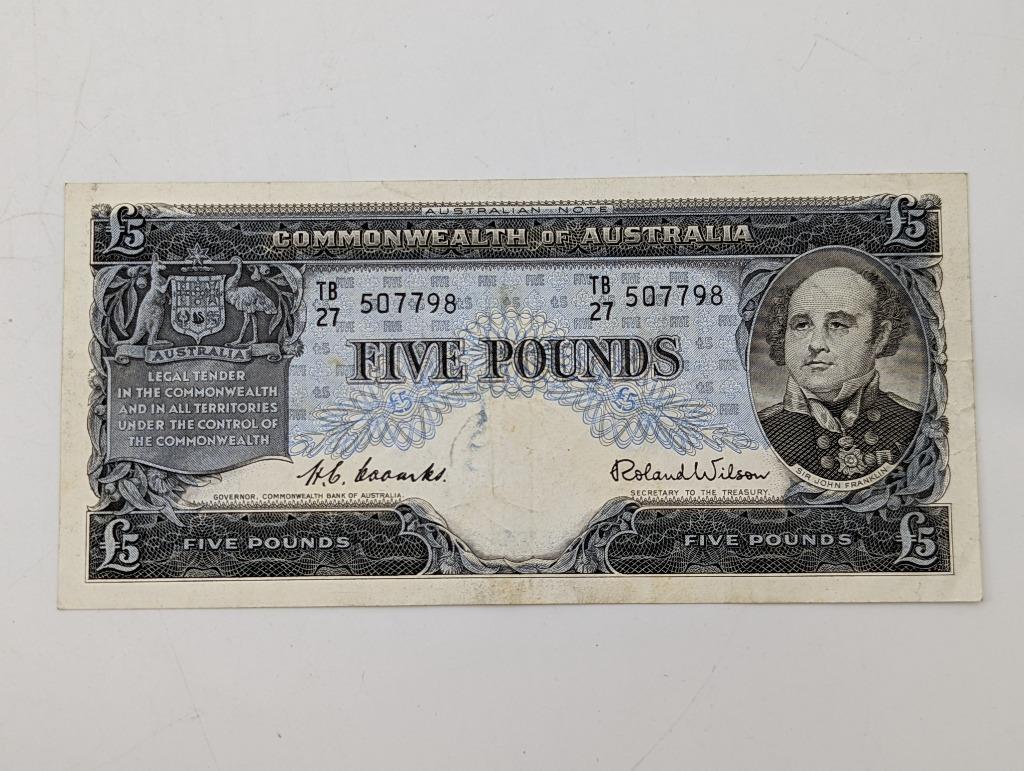 £5 AUSTRALIAN NOTE £5
COMMONWEALTH OF AUSTRALIA
TB 27 507798 TB 27 507798
AUSTRALIA
FIVE POUNDS
LEGAL TENDER
IN THE COMMONWEALTH
AND IN ALL TERRITORIES
UNDER THE CONTROL OF
THE COMMONWEALTH
£5 £5
H.C. Coombs. Roland Wilson
GOVERNOR, COMMONWEALTH BANK OF AUSTRALIA. SECRETARY TO THE TREASURY.
SIR JOHN FRANKLIN
£5 FIVE POUNDS FIVE POUNDS £5